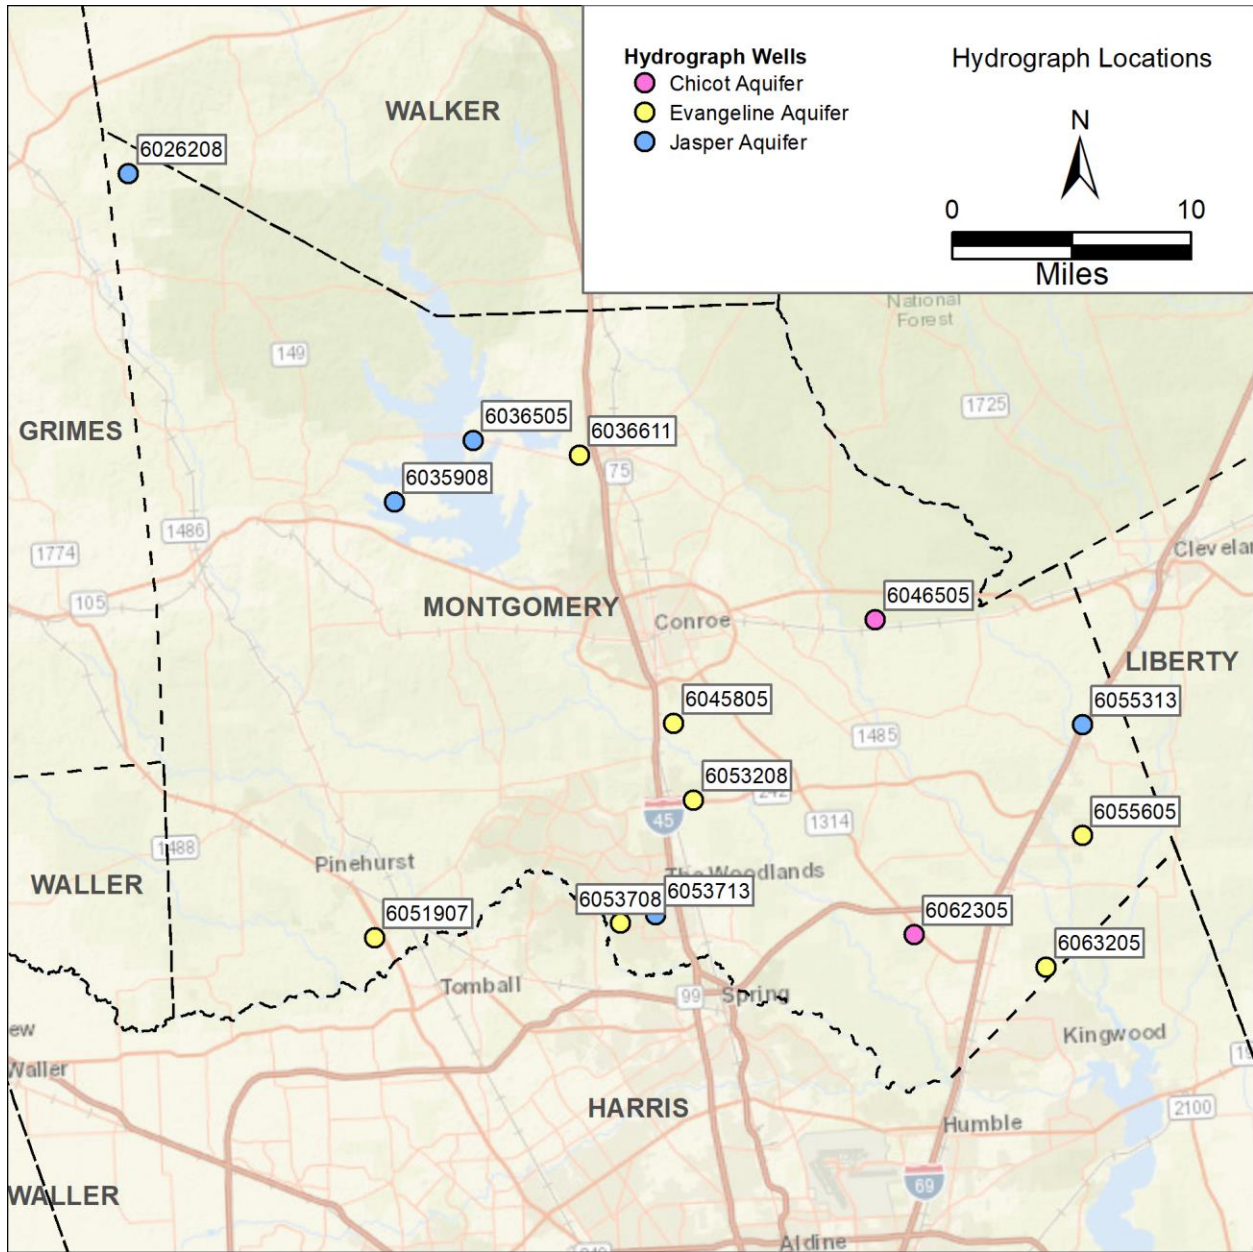 Hydrograph Wells
Chicot Aquifer
Evangeline Aquifer
Jasper Aquifer
Hydrograph Locations
N
0 10
Miles
WALKER
6026208
National
Forest
149
1725
GRIMES
6036505
6036611
75
6035908
1486
1774
105
Clevelan
MONTGOMERY
6046505
Conroe
LIBERTY
6045805
6055313
1485
6053208
242
45
1314
6055605
1488
Pinehurst
The Woodlands
WALLER
6053708
6053713
6051907
6062305
6063205
Tomball
99
Spring
ew
Kingwood
Waller
HARRIS
2100
Humble
69
WALLER
Aldine